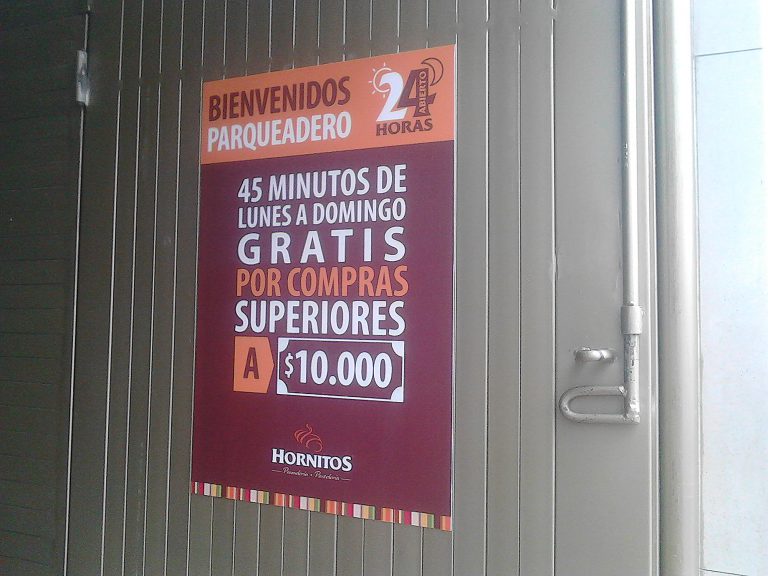 BIENVENIDOS
PARQUEADERO
24
ABIERTO
HORAS
45 MINUTOS DE
LUNES A DOMINGO
GRATIS
POR COMPRAS
SUPERIORES
A $10.000
HORNITOS
Panadería • Pastelería